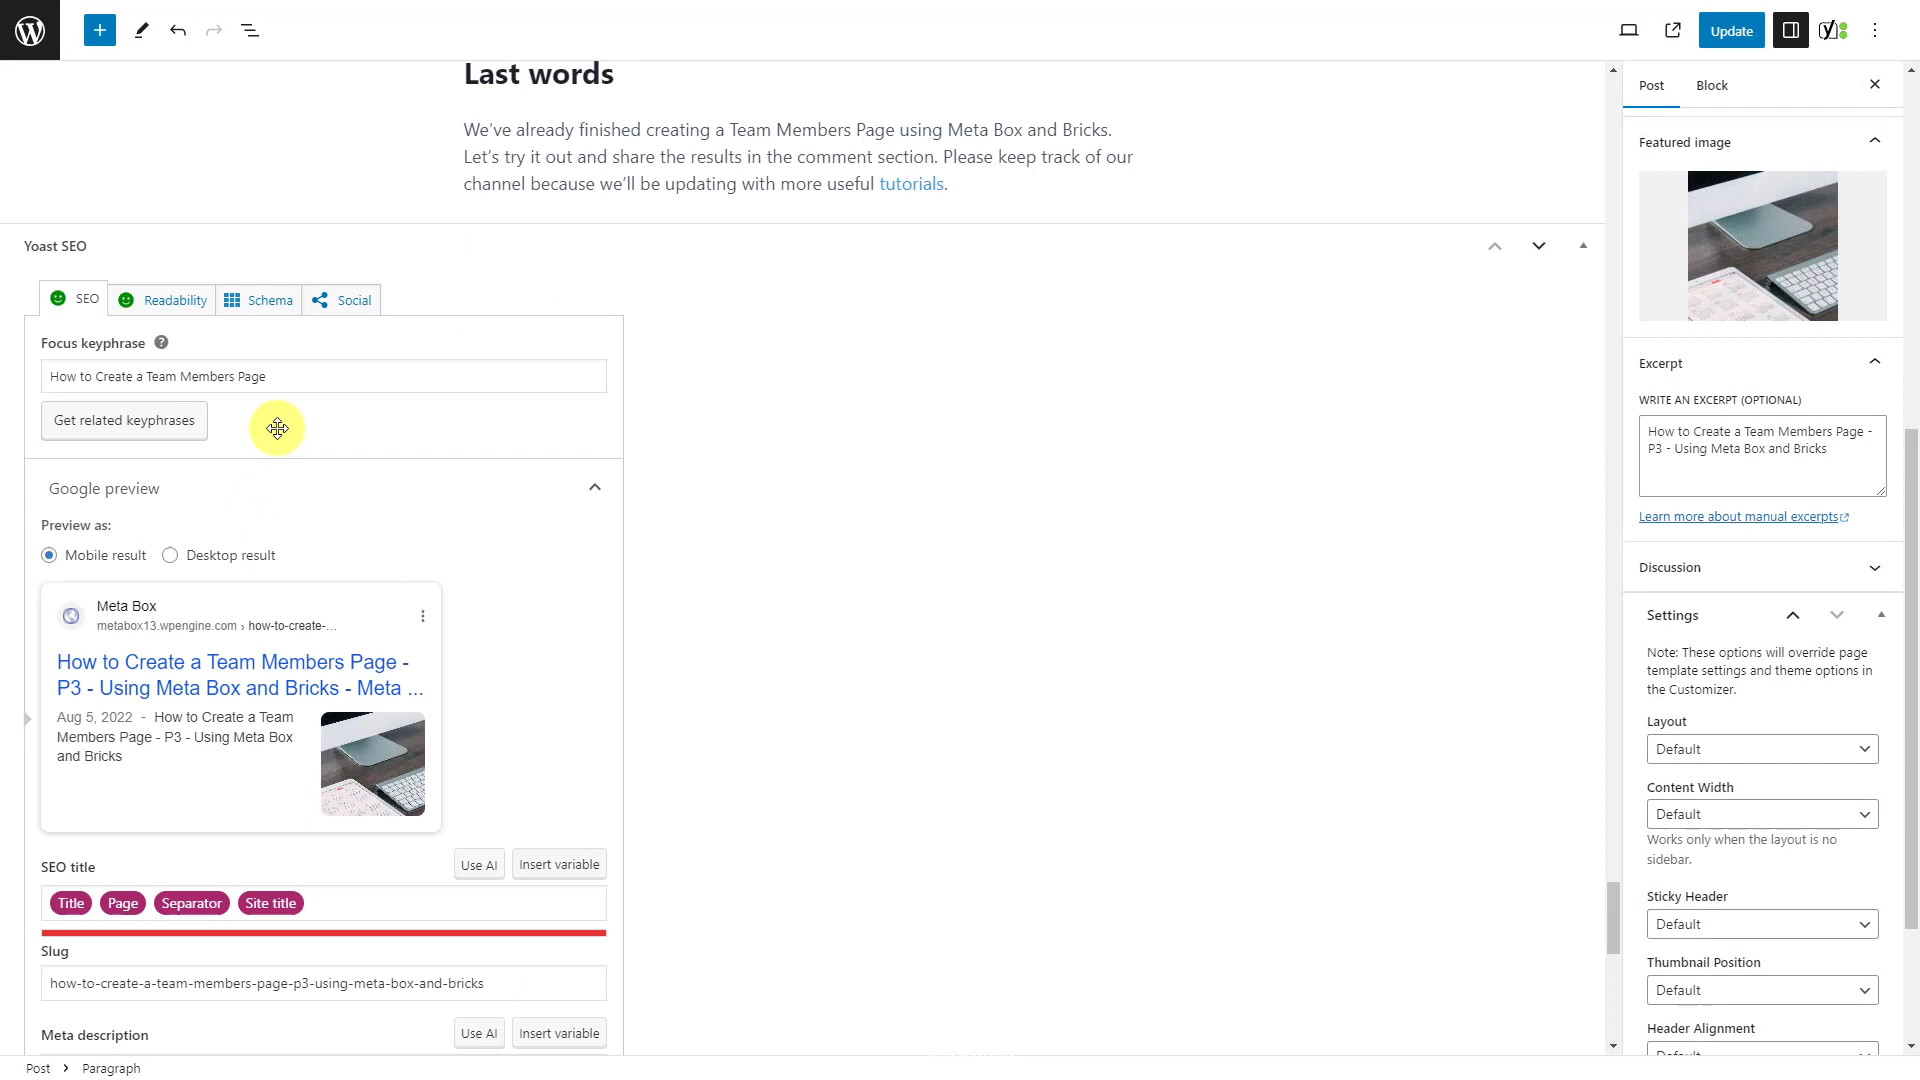 Update
Last words
We’ve already finished creating a Team Members Page using Meta Box and Bricks.
Let’s try it out and share the results in the comment section. Please keep track of our
channel because we’ll be updating with more useful tutorials.
Yoast SEO
SEO
Readability
Schema
Social
Focus keyphrase
How to Create a Team Members Page
Get related keyphrases
Google preview
Preview as:
Mobile result
Desktop result
Meta Box
metabox13.wpengine.com › how-to-create-...
How to Create a Team Members Page -
P3 - Using Meta Box and Bricks - Meta ...
Aug 5, 2022 - How to Create a Team
Members Page - P3 - Using Meta Box
and Bricks
SEO title
Use AI
Insert variable
Title
Page
Separator
Site title
Slug
how-to-create-a-team-members-page-p3-using-meta-box-and-bricks
Meta description
Use AI
Insert variable
Post
Block
Featured image
Excerpt
WRITE AN EXCERPT (OPTIONAL)
How to Create a Team Members Page -
P3 - Using Meta Box and Bricks
Learn more about manual excerpts
Discussion
Settings
Note: These options will override page
template settings and theme options in
the Customizer.
Layout
Default
Content Width
Default
Works only when the layout is no
sidebar.
Sticky Header
Default
Thumbnail Position
Default
Header Alignment
Post
Paragraph